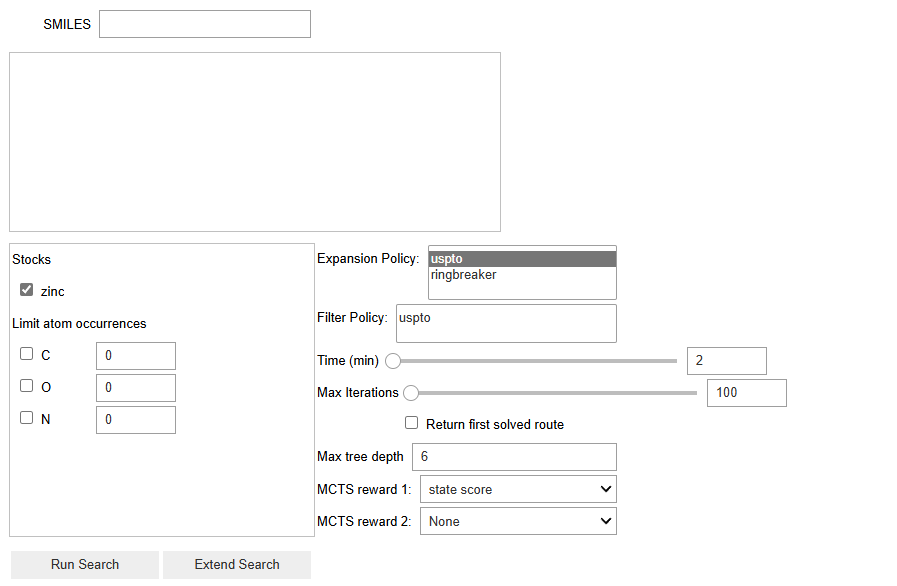 SMILES
Stocks
zinc
Limit atom occurrences
C 0
O 0
N 0
Expansion Policy: uspto
ringbreaker
Filter Policy: uspto
Time (min) 2
Max Iterations 100
Return first solved route
Max tree depth 6
MCTS reward 1: state score
MCTS reward 2: None
Run Search Extend Search